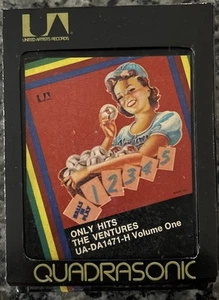 UA
UNITED ARTISTS RECORDS
UA
1 2 3 4 5
ONLY HITS
THE VENTURES
UA-DA1471-H Volume One
QUADRASONIC